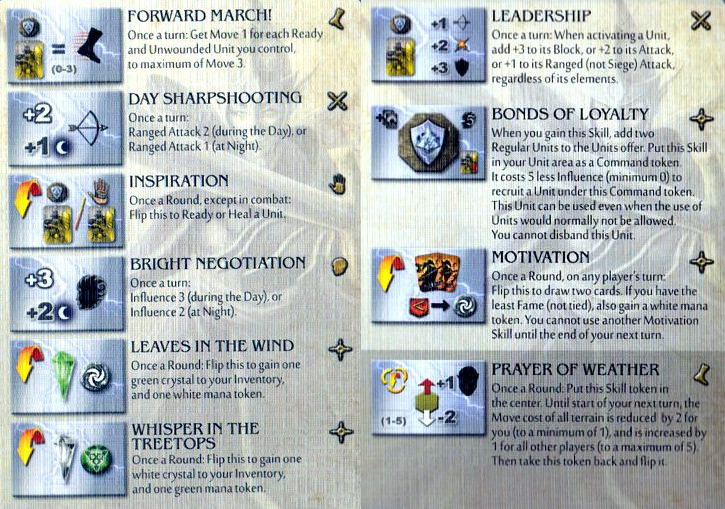 FORWARD MARCH!
Once a turn: Get Move 1 for each Ready
and Unwounded Unit you control,
to maximum of Move 3.
(0-3)
DAY SHARPSHOOTING
+2
+1
Once a turn:
Ranged Attack 2 (during the Day), or
Ranged Attack 1 (at Night).
INSPIRATION
Once a Round, except in combat:
Flip this to Ready or Heal a Unit.
BRIGHT NEGOTIATION
+3
+2
Once a turn:
Influence 3 (during the Day), or
Influence 2 (at Night).
LEAVES IN THE WIND
Once a Round: Flip this to gain one
green crystal to your Inventory,
and one white mana token.
WHISPER IN THE
TREETOPS
Once a Round: Flip this to gain one
white crystal to your Inventory,
and one green mana token.
LEADERSHIP
+1
+2
+3
Once a turn: When activating a Unit,
add +3 to its Block, or +2 to its Attack,
or +1 to its Ranged (not Siege) Attack,
regardless of its elements.
BONDS OF LOYALTY
When you gain this Skill, add two
Regular Units to the Units offer. Put this Skill
in your Unit area as a Command token.
It costs 5 less Influence (minimum 0) to
recruit a Unit under this Command token.
This Unit can be used even when the use of
Units would normally not be allowed.
You cannot disband this Unit.
MOTIVATION
Once a Round, on any player's turn:
Flip this to draw two cards. If you have the
least Fame (not tied), also gain a white mana
token. You cannot use another Motivation
Skill until the end of your next turn.
PRAYER OF WEATHER
+1
-2
(1-5)
Once a Round: Put this Skill token in
the center. Until start of your next turn, the
Move cost of all terrain is reduced by 2 for
you (to a minimum of 1), and is increased by
1 for all other players (to a maximum of 5).
Then take this token back and flip it.